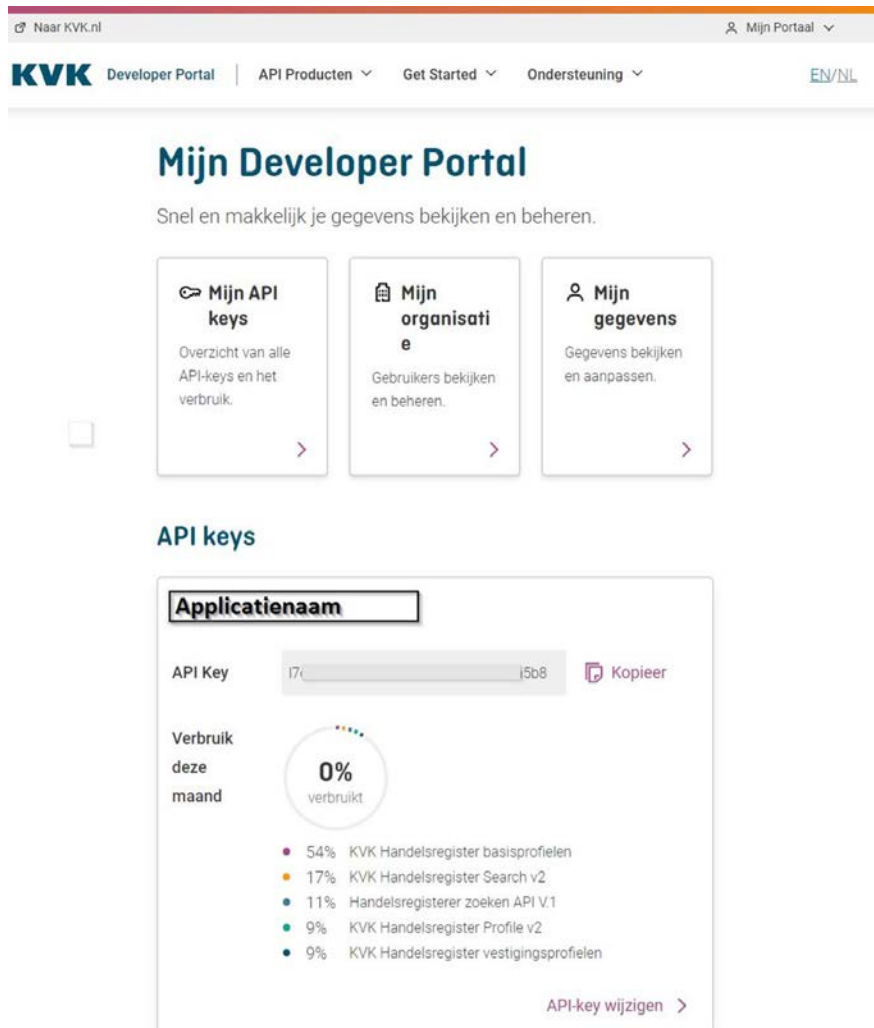 Naar KVK.nl
Mijn Portaal
KVK Developer Portal API Producten Get Started Ondersteuning EN/NL
Mijn Developer Portal
Snel en makkelijk je gegevens bekijken en beheren.
Mijn API
keys
Overzicht van alle
API-keys en het
verbruik.
Mijn
organisati
e
Gebruikers bekijken
en beheren.
Mijn
gegevens
Gegevens bekijken
en aanpassen.
API keys
Applicatienaam
API Key 5b8 Kopieer
Verbruik
deze
maand
0%
verbruikt
54% KVK Handelsregister basisprofielen
17% KVK Handelsregister Search v2
11% Handelsregisterer zoeken API V.1
9% KVK Handelsregister Profile v2
9% KVK Handelsregister vestigingsprofielen
API-key wijzigen